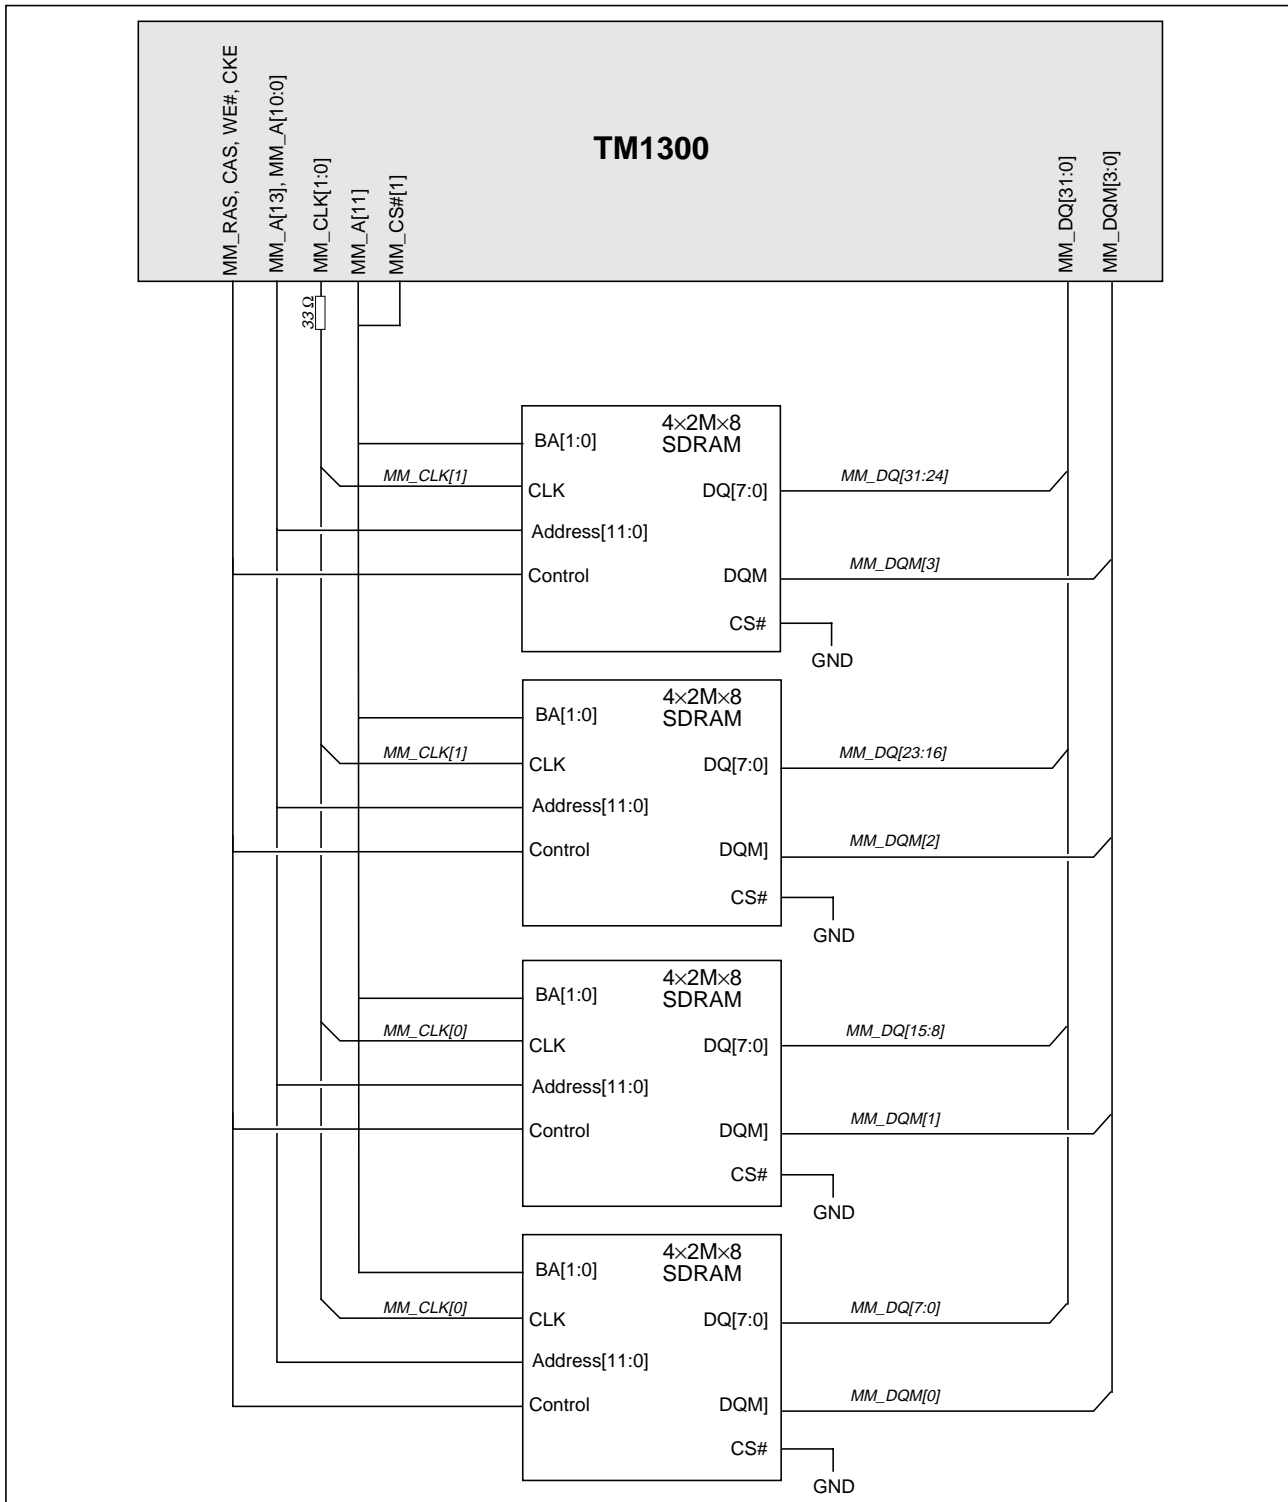 MM_RAS, CAS, WE#, CKE
MM_A[13], MM_A[10:0]
MM_CLK[1:0]
MM_A[11]
MM_CS#[1]
TM1300
MM_DQ[31:0]
MM_DQM[3:0]
33 Ω
BA[1:0]
4×2M×8
SDRAM
MM_CLK[1]
CLK
DQ[7:0]
MM_DQ[31:24]
Address[11:0]
Control
DQM
MM_DQM[3]
CS#
GND
BA[1:0]
4×2M×8
SDRAM
MM_CLK[1]
CLK
DQ[7:0]
MM_DQ[23:16]
Address[11:0]
Control
DQM]
MM_DQM[2]
CS#
GND
BA[1:0]
4×2M×8
SDRAM
MM_CLK[0]
CLK
DQ[7:0]
MM_DQ[15:8]
Address[11:0]
Control
DQM]
MM_DQM[1]
CS#
GND
BA[1:0]
4×2M×8
SDRAM
MM_CLK[0]
CLK
DQ[7:0]
MM_DQ[7:0]
Address[11:0]
Control
DQM]
MM_DQM[0]
CS#
GND